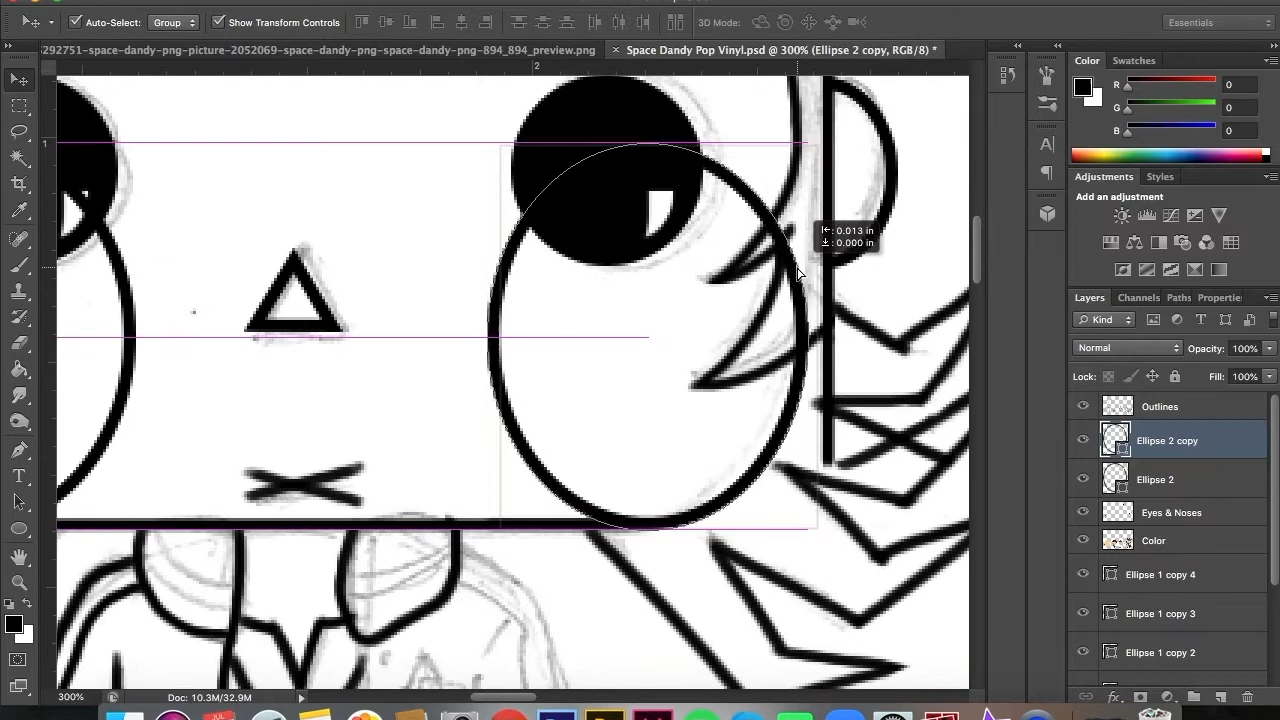 Auto-Select: Group Show Transform Controls 3D Mode: Essentials
292751-space-dandy-png-picture-2052069-space-dandy-png-space-dandy-png-894_894_preview.png × Space Dandy Pop Vinyl.psd @ 300% (Ellipse 2 copy, RGB/8) *
2
1
: 0.013 in
: 0.000 in
Color Swatches
R 0
G 0
B 0
Adjustments Styles
Add an adjustment
Layers Channels Paths Propertie
Kind
Normal Opacity: 100%
Lock: Fill: 100%
Outlines
Ellipse 2 copy
Ellipse 2
Eyes & Noses
Color
Ellipse 1 copy 4
Ellipse 1 copy 3
Ellipse 1 copy 2
300% Doc: 10.3M/32.9M
JUL